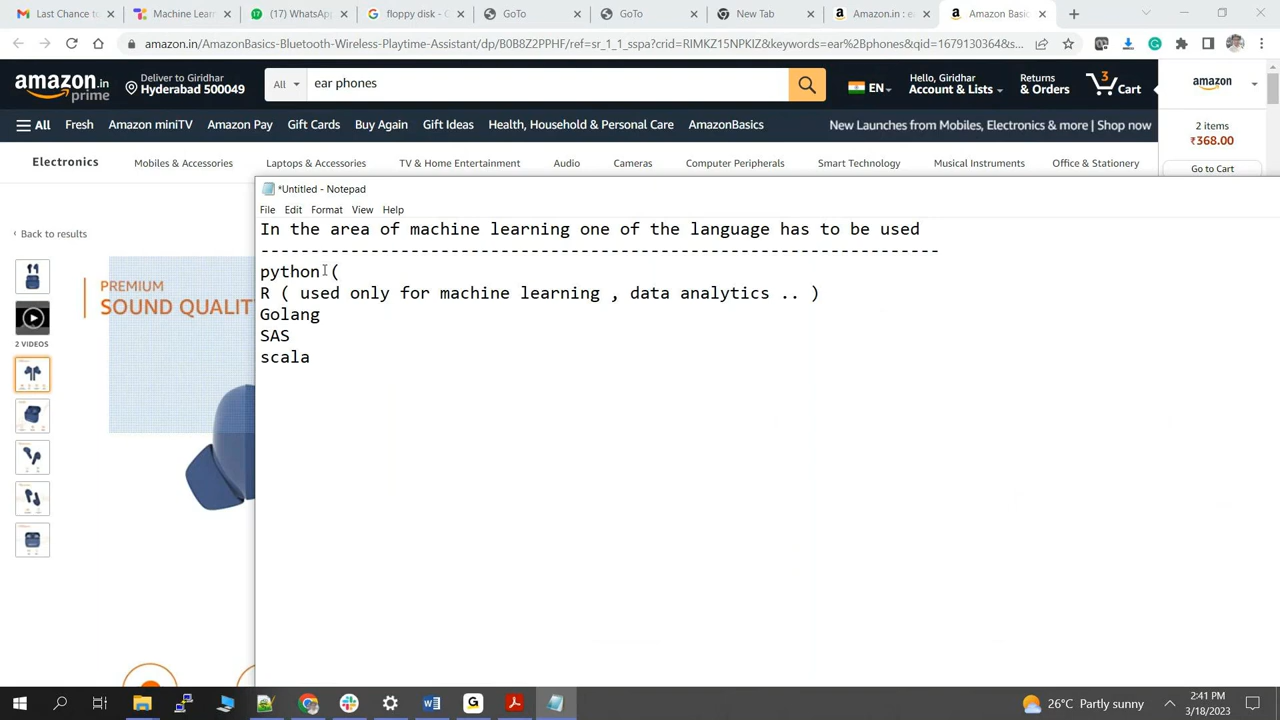 Last Chance to
Machine Lear
(17) WhatsApp
floppy disk - G
GoTo
GoTo
New Tab
Amazon.in : e
Amazon Basic
amazon.in/AmazonBasics-Bluetooth-Wireless-PlaytimeAssistant/dp/B0B8Z2PPHF/ref=sr_1_1_sspa?crid=RIMKZ15NPKIZ&keywords=ear%2Bphones&qid=1679130364&s...
amazon.in
prime
Deliver to Giridhar
Hyderabad 500049
All
ear phones
EN
Hello, Giridhar
Account & Lists
Returns
& Orders
3
Cart
amazon
All
Fresh
Amazon miniTV
Amazon Pay
Gift Cards
Buy Again
Gift Ideas
Health, Household & Personal Care
AmazonBasics
New Launches from Mobiles, Electronics & more | Shop now
2 items
₹368.00
Go to Cart
Electronics
Mobiles & Accessories
Laptops & Accessories
TV & Home Entertainment
Audio
Cameras
Computer Peripherals
Smart Technology
Musical Instruments
Office & Stationery
‹ Back to results
2 VIDEOS
PREMIUM
SOUND QUALIT
*Untitled - Notepad
File Edit Format View Help
In the area of machine learning one of the language has to be used
--------------------------------------------------------------------
python (
R ( used only for machine learning , data analytics .. )
Golang
SAS
scala
26°C Partly sunny
2:41 PM
3/18/2023